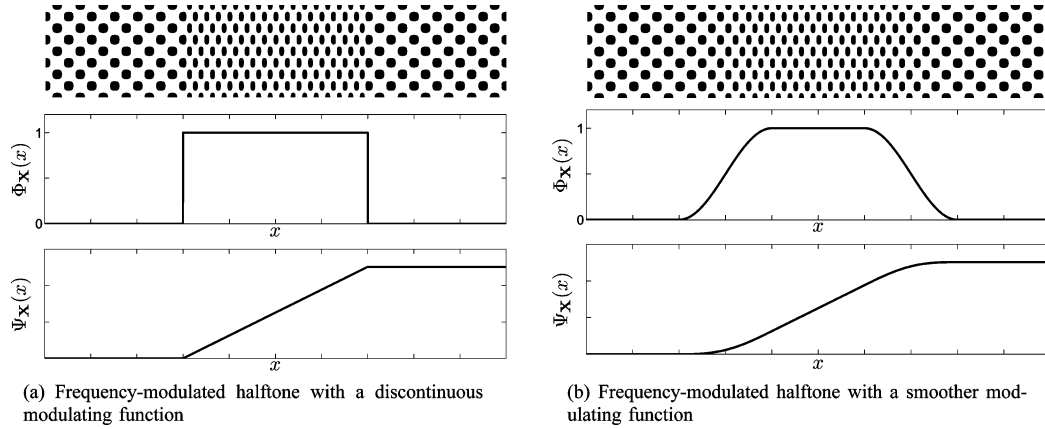 1
Φ_X(x)
0
x
Ψ_X(x)
x
(a) Frequency-modulated halftone with a discontinuous
modulating function
1
Φ_X(x)
0
x
Ψ_X(x)
x
(b) Frequency-modulated halftone with a smoother mod-
ulating function